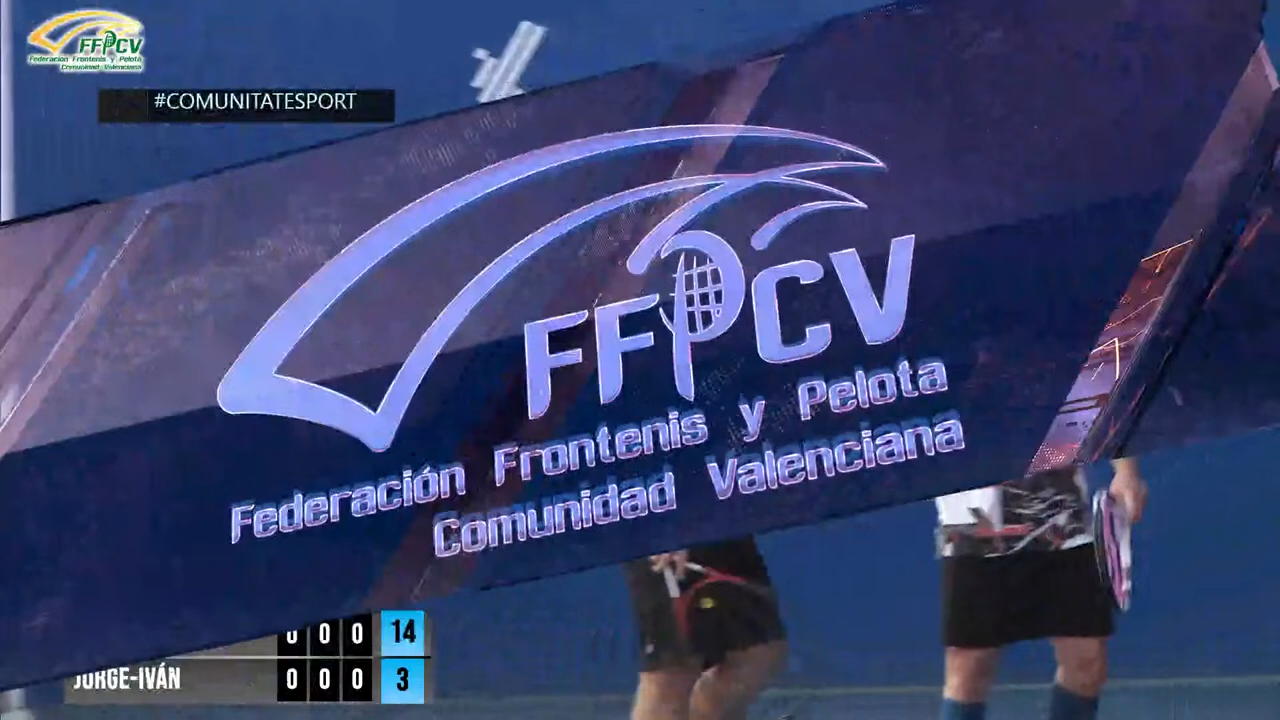 FFPCV
Federación Frontenis y Pelota
Comunidad Valenciana
#COMUNITATESPORT
FFPCV
Federación Frontenis y Pelota
Comunidad Valenciana
0 0 0 14
JORGE-IVÁN 0 0 0 3